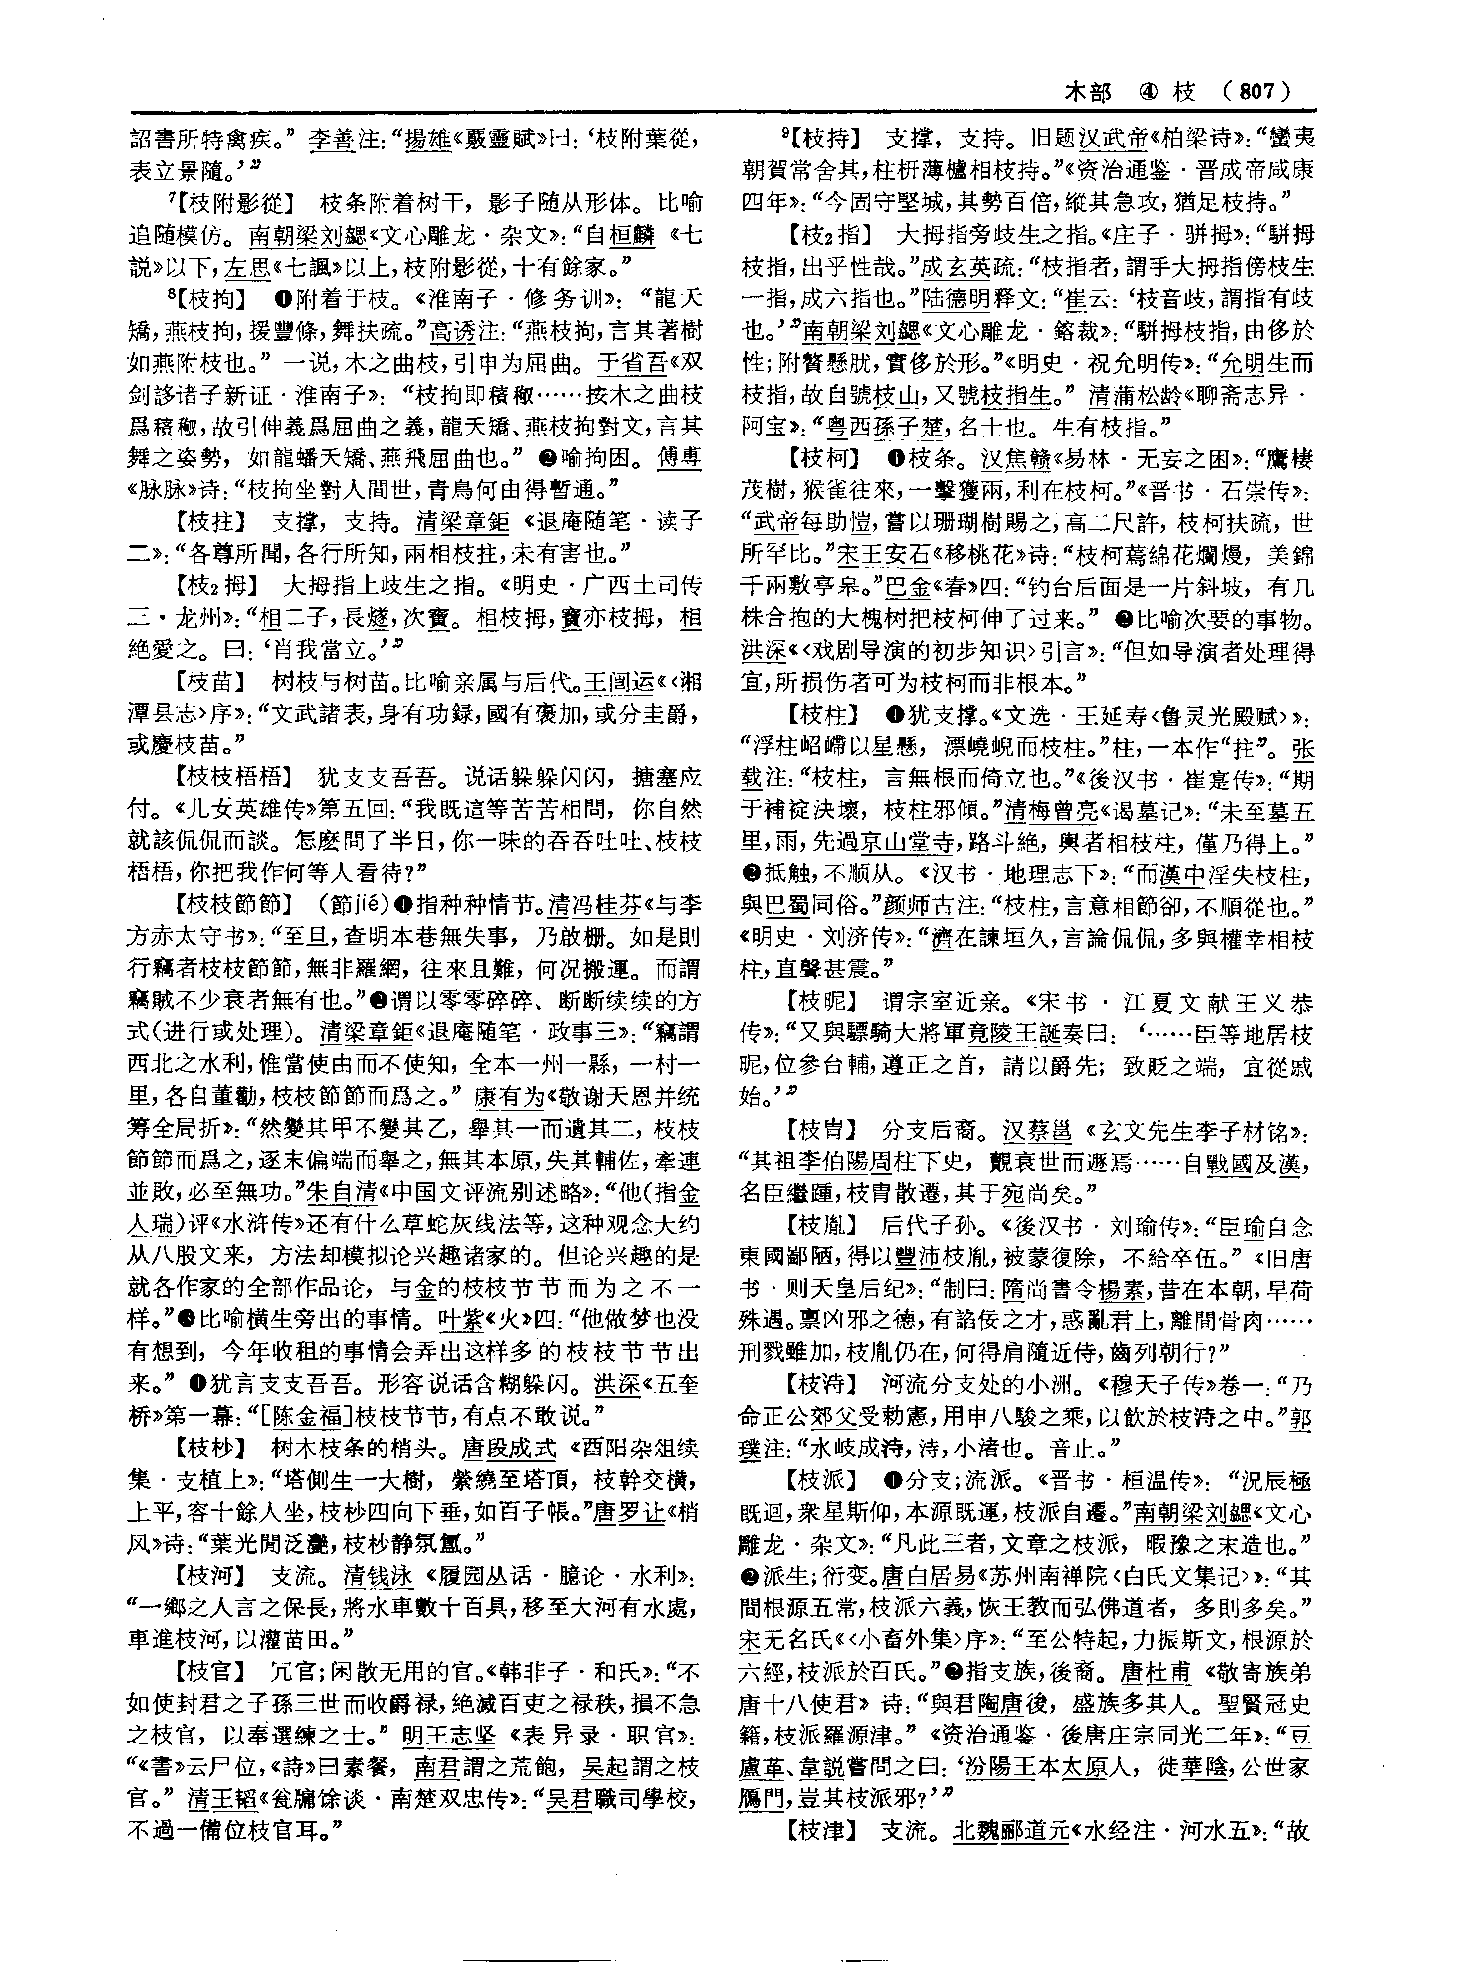 木部　④ 枝　（807）
詔書所特禽疾。”李善注：“揚雄《覈靈賦》曰：‘枝附葉從，
表立景隨。’”
⁷【枝附影從】　枝条附着树干，影子随从形体。比喻
追随模仿。南朝梁刘勰《文心雕龙·杂文》：“自桓麟《七
説》以下，左思《七諷》以上，枝附影從，十有餘家。”
⁸【枝拘】　❶附着于枝。《淮南子·修务训》：“龍夭
矯，燕枝拘，援豐條，舞扶疏。”高诱注：“燕枝拘，言其著樹
如燕附枝也。”一说，木之曲枝，引申为屈曲。于省吾《双
剑誃诸子新证·淮南子》：“枝拘即積椒……按木之曲枝
爲積椒，故引伸義爲屈曲之義，龍夭矯、燕枝拘對文，言其
舞之姿勢，如龍蟠夭矯、燕飛屈曲也。”❷喻拘困。傅尃
《脉脉》诗：“枝拘坐對人間世，青鳥何由得暫通。”
【枝拄】　支撑，支持。清梁章鉅《退庵随笔·读子
二》：“各尊所聞，各行所知，兩相枝拄，未有害也。”
【枝₂拇】　大拇指上歧生之指。《明史·广西土司传
三·龙州》：“相二子，長燧，次寶。相枝拇，寶亦枝拇，相
絶愛之。曰：‘肖我當立。’”
【枝苗】　树枝与树苗。比喻亲属与后代。王闿运《〈湘
潭县志〉序》：“文武諸表，身有功録，國有褒加，或分圭爵，
或慶枝苗。”
【枝枝梧梧】　犹支支吾吾。说话躲躲闪闪，搪塞应
付。《儿女英雄传》第五回：“我既這等苦苦相問，你自然
就該侃侃而談。怎麽問了半日，你一味的吞吞吐吐、枝枝
梧梧，你把我作何等人看待？”
【枝枝節節】（節jié）❶指种种情节。清冯桂芬《与李
方赤太守书》：“至旦，查明本巷無失事，乃啟栅。如是則
行竊者枝枝節節，無非羅網，往來且難，何况搬運。而謂
竊賊不少衰者無有也。”❷谓以零零碎碎、断断续续的方
式（进行或处理）。清梁章鉅《退庵随笔·政事三》：“竊謂
西北之水利，惟當使由而不使知，全本一州一縣，一村一
里，各自董勸，枝枝節節而爲之。”康有为《敬谢天恩并统
筹全局折》：“然變其甲不變其乙，舉其一而遺其二，枝枝
節節而爲之，逐末偏端而舉之，無其本原，失其輔佐，牽連
並敗，必至無功。”朱自清《中国文评流别述略》：“他（指金
人瑞）评《水浒传》还有什么草蛇灰线法等，这种观念大约
从八股文来，方法却模拟论兴趣诸家的。但论兴趣的是
就各作家的全部作品论，与金的枝枝节节而为之不一
样。”❸比喻横生旁出的事情。叶紫《火》四：“他做梦也没
有想到，今年收租的事情会弄出这样多的枝枝节节出
来。”❹犹言支支吾吾。形容说话含糊躲闪。洪深《五奎
桥》第一幕：“［陈金福］枝枝节节，有点不敢说。”
【枝杪】　树木枝条的梢头。唐段成式《酉阳杂俎续
集·支植上》：“塔側生一大樹，縈繞至塔頂，枝幹交橫，
上平，容十餘人坐，枝杪四向下垂，如百子帳。”唐罗让《梢
风》诗：“葉光閒泛灩，枝杪静氛氲。”
【枝河】　支流。清钱泳《履园丛话·臆论·水利》：
“一鄉之人言之保長，將水車數十百具，移至大河有水處，
車進枝河，以灌苗田。”
【枝官】　冗官；闲散无用的官。《韩非子·和氏》：“不
如使封君之子孫三世而收爵禄，絶滅百吏之禄秩，損不急
之枝官，以奉選練之士。”明王志坚《表异录·职官》：
“《書》云尸位，《詩》曰素餐，南君謂之荒飽，吴起謂之枝
官。”清王韬《瓮牖馀谈·南楚双忠传》：“吴君職司學校，
不過一備位枝官耳。”
⁹【枝持】　支撑，支持。旧题汉武帝《柏梁诗》：“蠻夷
朝賀常舍其，柱枅薄櫨相枝持。”《资治通鉴·晋成帝咸康
四年》：“今固守堅城，其勢百倍，縱其急攻，猶足枝持。”
【枝₂指】　大拇指旁歧生之指。《庄子·骈拇》：“駢拇
枝指，出乎性哉。”成玄英疏：“枝指者，謂手大拇指傍枝生
一指，成六指也。”陆德明释文：“崔云：‘枝音歧，謂指有歧
也。’”南朝梁刘勰《文心雕龙·鎔裁》：“駢拇枝指，由侈於
性；附贅懸肬，實侈於形。”《明史·祝允明传》：“允明生而
枝指，故自號枝山，又號枝指生。”清蒲松龄《聊斋志异·
阿宝》：“粤西孫子楚，名士也。生有枝指。”
【枝柯】　❶枝条。汉焦赣《易林·无妄之困》：“鷹棲
茂樹，猴雀往來，一擊獲兩，利在枝柯。”《晋书·石崇传》：
“武帝每助愷，嘗以珊瑚樹賜之，高二尺許，枝柯扶疏，世
所罕比。”宋王安石《移桃花》诗：“枝柯蔫綿花爛熳，美錦
千兩敷亭皋。”巴金《春》四：“钓台后面是一片斜坡，有几
株合抱的大槐树把枝柯伸了过来。”❷比喻次要的事物。
洪深《〈戏剧导演的初步知识〉引言》：“但如导演者处理得
宜，所损伤者可为枝柯而非根本。”
【枝柱】　❶犹支撑。《文选·王延寿〈鲁灵光殿赋〉》：
“浮柱岹嵽以星懸，漂嶢峴而枝柱。”柱，一本作“拄”。张
载注：“枝柱，言無根而倚立也。”《後汉书·崔寔传》：“期
于補䘺決壞，枝柱邪傾。”清梅曾亮《谒墓记》：“未至墓五
里，雨，先過京山堂寺，路斗絶，輿者相枝柱，僅乃得上。”
❷抵触，不顺从。《汉书·地理志下》：“而漢中淫失枝柱，
與巴蜀同俗。”颜师古注：“枝柱，言意相節卻，不順從也。”
《明史·刘济传》：“濟在諫垣久，言論侃侃，多與權幸相枝
柱，直聲甚震。”
【枝昵】　谓宗室近亲。《宋书·江夏文献王义恭
传》：“又與驃騎大將軍竟陵王誕奏曰：‘……臣等地居枝
昵，位參台輔，遵正之首，請以爵先；致貶之端，宜從戚
始。’”
【枝胄】　分支后裔。汉蔡邕《玄文先生李子材铭》：
“其祖李伯陽周柱下史，覿衰世而遯焉……自戰國及漢，
名臣繼踵，枝胄散遷，其于宛尚矣。”
【枝胤】　后代子孙。《後汉书·刘瑜传》：“臣瑜自念
東國鄙陋，得以豐沛枝胤，被蒙復除，不給卒伍。”《旧唐
书·则天皇后纪》：“制曰：隋尚書令楊素，昔在本朝，早荷
殊遇。稟凶邪之德，有諂佞之才，惑亂君上，離間骨肉……
刑戮雖加，枝胤仍在，何得肩隨近侍，齒列朝行？”
【枝洔】　河流分支处的小洲。《穆天子传》卷一：“乃
命正公郊父受勅憲，用申八駿之乘，以飲於枝洔之中。”郭
璞注：“水岐成洔，洔，小渚也。音止。”
【枝派】　❶分支；流派。《晋书·桓温传》：“況辰極
既迴，衆星斯仰，本源既運，枝派自遷。”南朝梁刘勰《文心
雕龙·杂文》：“凡此三者，文章之枝派，暇豫之末造也。”
❷派生；衍变。唐白居易《苏州南禅院〈白氏文集记〉》：“其
間根源五常，枝派六義，恢王教而弘佛道者，多則多矣。”
宋无名氏《〈小畜外集〉序》：“至公特起，力振斯文，根源於
六經，枝派於百氏。”❷指支族，後裔。唐杜甫《敬寄族弟
唐十八使君》诗：“與君陶唐後，盛族多其人。聖賢冠史
籍，枝派羅源津。”《资治通鉴·後唐庄宗同光二年》：“豆
盧革、韋説嘗問之曰：‘汾陽王本太原人，徙華陰，公世家
鴈門，豈其枝派邪？’”
【枝津】　支流。北魏郦道元《水经注·河水五》：“故